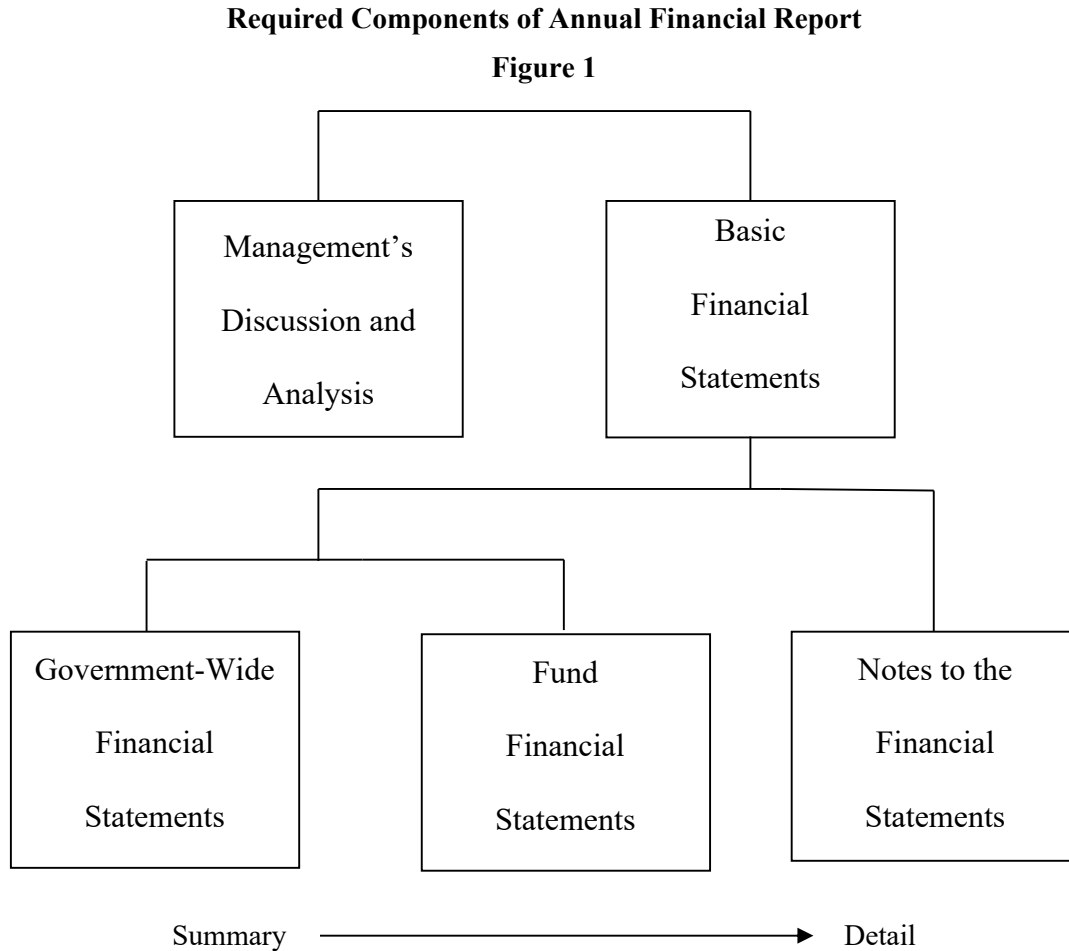 Required Components of Annual Financial Report
Figure 1
Management’s
Discussion and
Analysis
Basic
Financial
Statements
Government-Wide
Financial
Statements
Fund
Financial
Statements
Notes to the
Financial
Statements
Summary
Detail